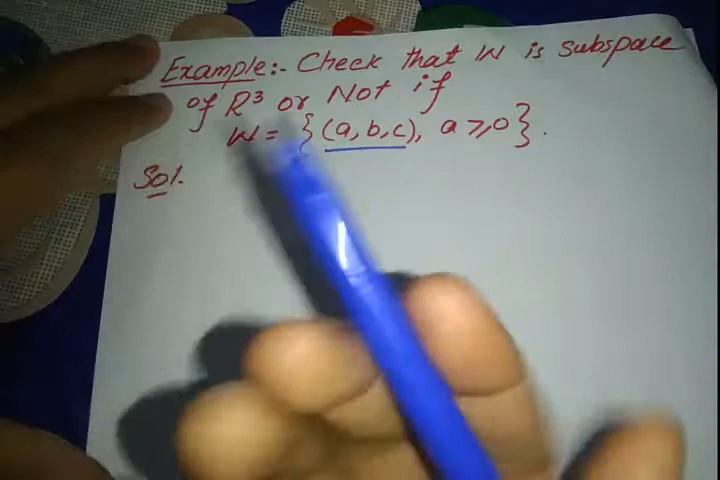 Example:- Check that W is subspace
of R³ or Not if
W = {(a, b, c), a ≥ 0}.
Sol.